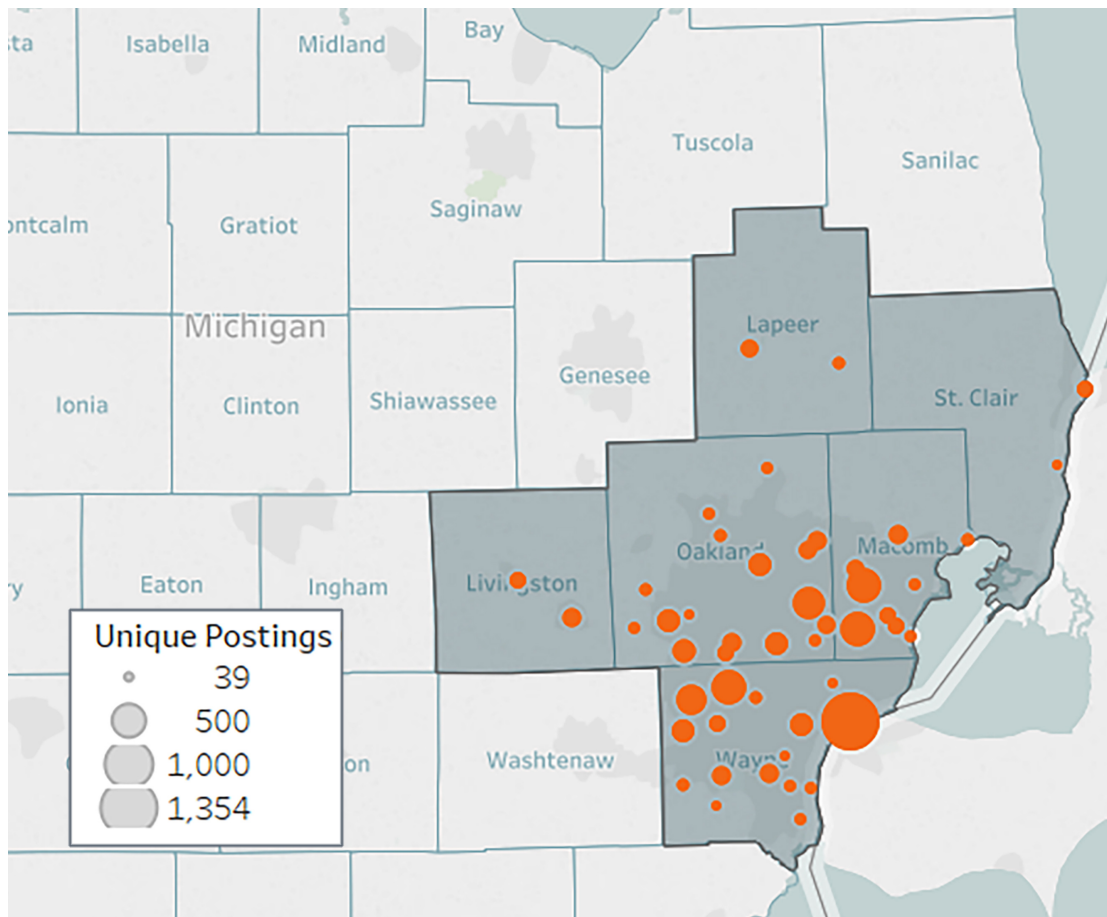 Isabella
Midland
Bay
Tuscola
Sanilac
Saginaw
ontcalm
Gratiot
Michigan
Lapeer
Genesee
Ionia
Clinton
Shiawassee
St. Clair
Oakland
Macomb
Eaton
Ingham
Livingston
Unique Postings
39
500
1,000
1,354
on
Washtenaw
Wayne